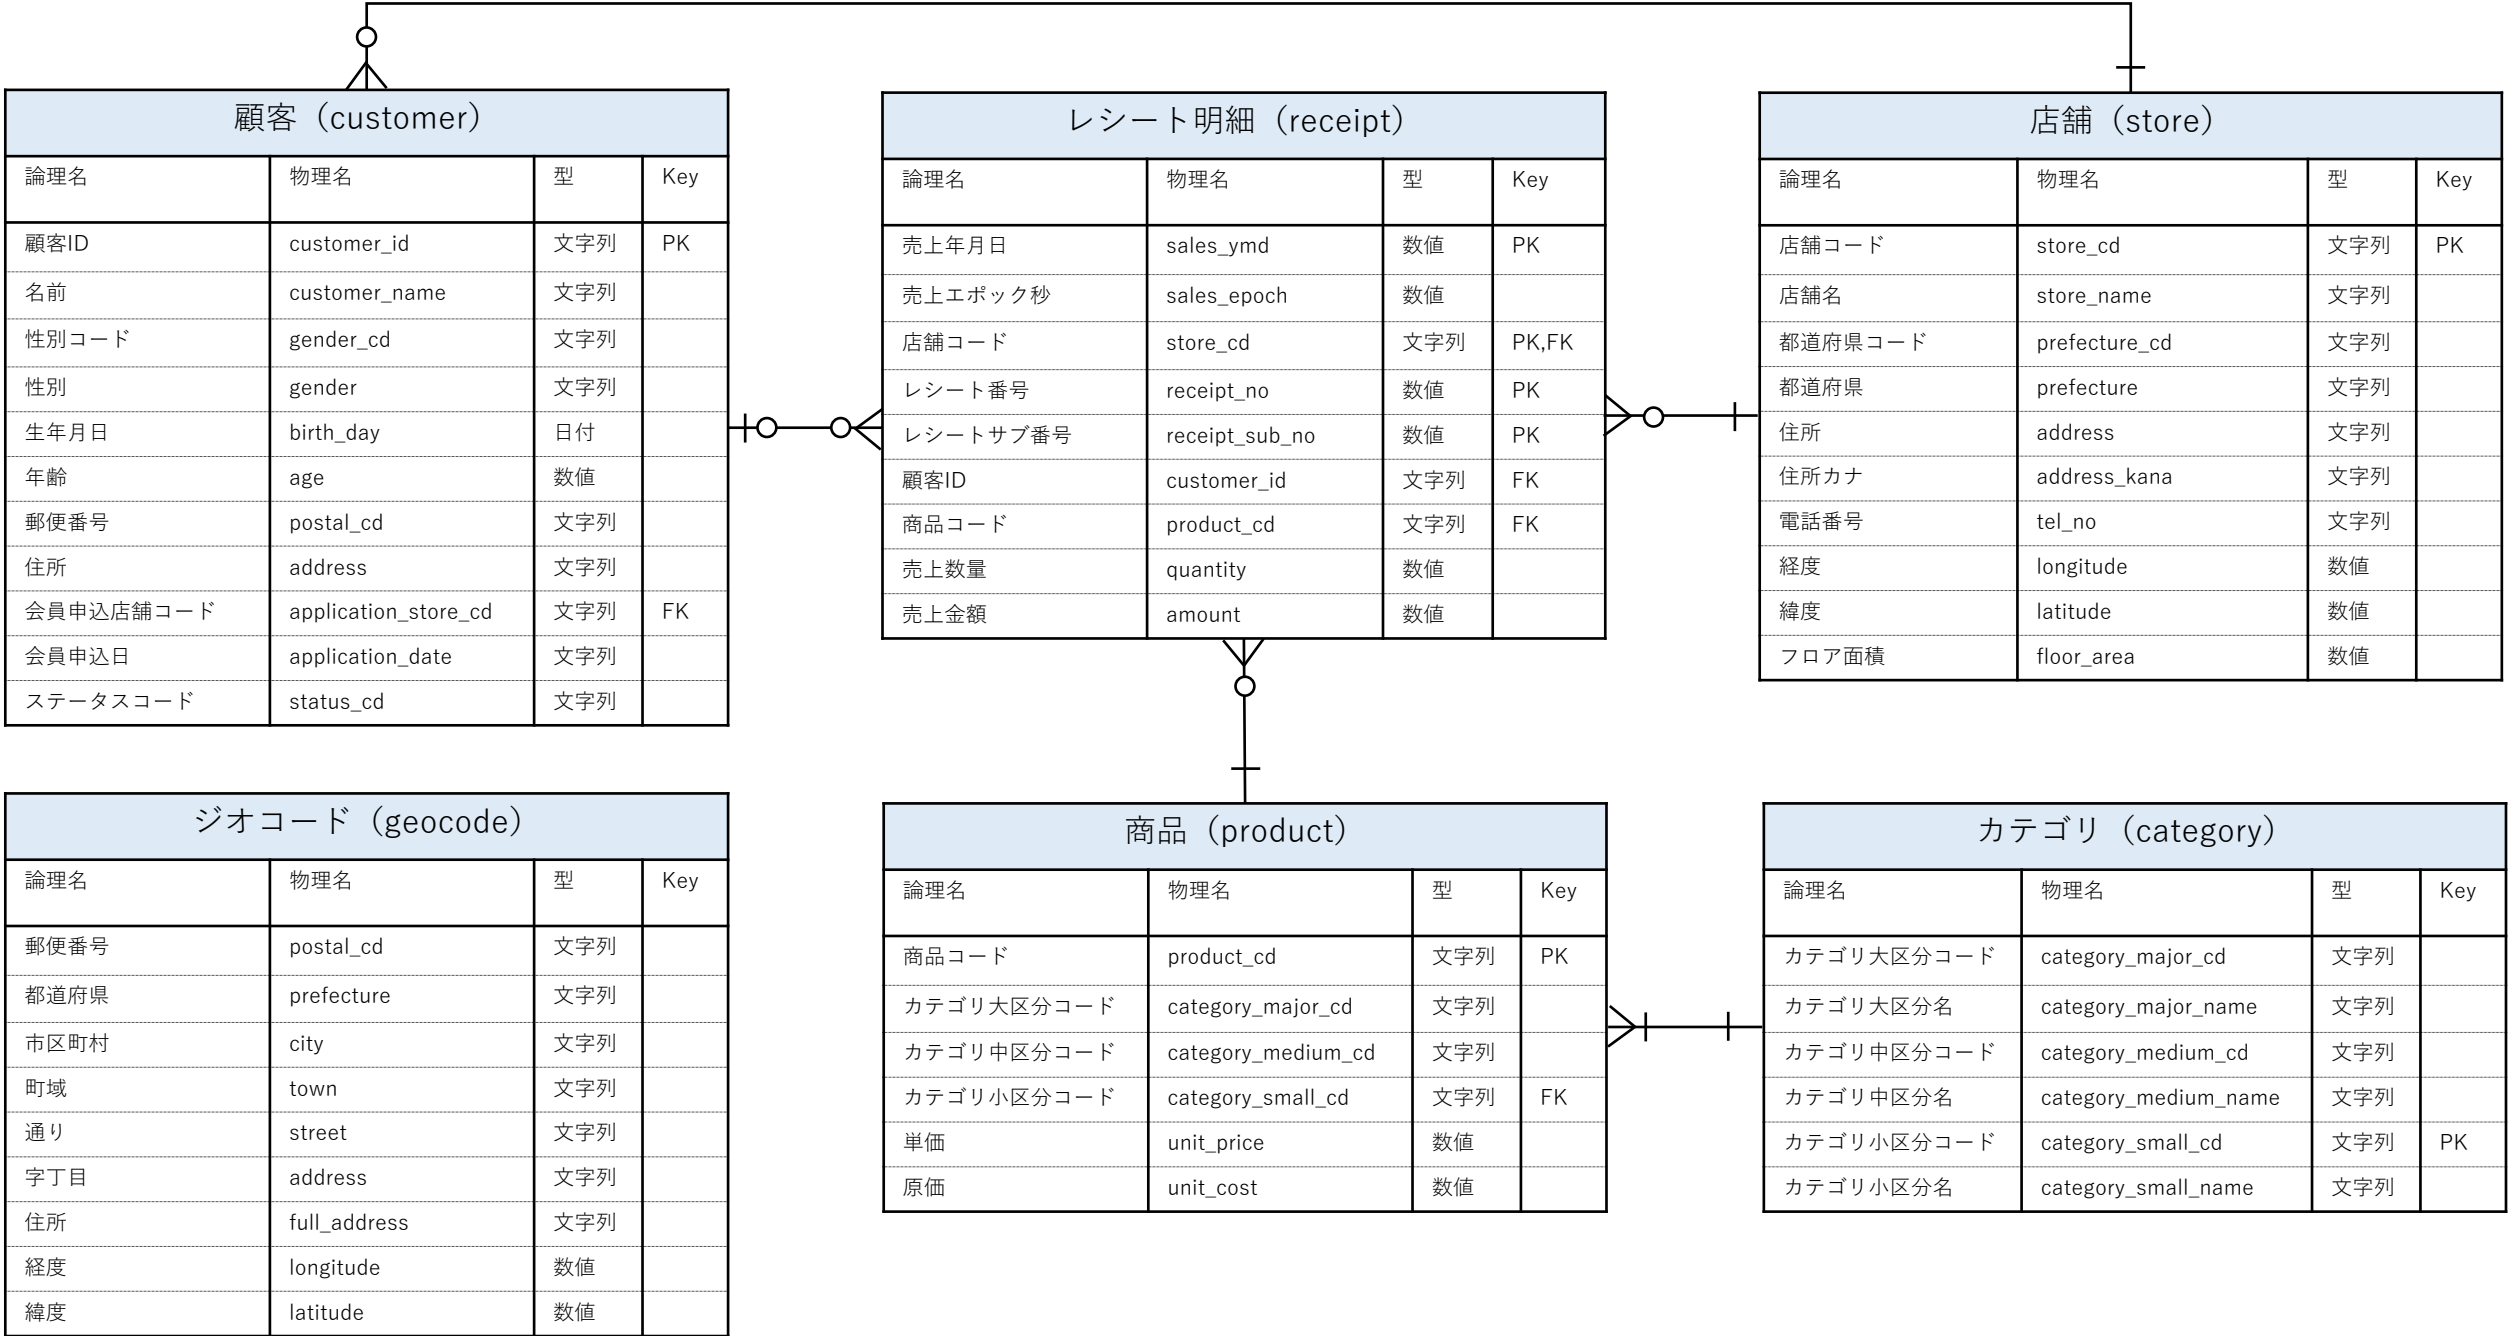 顧客（customer）
論理名 物理名 型 Key
顧客ID customer_id 文字列 PK
名前 customer_name 文字列
性別コード gender_cd 文字列
性別 gender 文字列
生年月日 birth_day 日付
年齢 age 数値
郵便番号 postal_cd 文字列
住所 address 文字列
会員申込店舗コード application_store_cd 文字列 FK
会員申込日 application_date 文字列
ステータスコード status_cd 文字列
レシート明細（receipt）
論理名 物理名 型 Key
売上年月日 sales_ymd 数値 PK
売上エポック秒 sales_epoch 数値
店舗コード store_cd 文字列 PK,FK
レシート番号 receipt_no 数値 PK
レシートサブ番号 receipt_sub_no 数値 PK
顧客ID customer_id 文字列 FK
商品コード product_cd 文字列 FK
売上数量 quantity 数値
売上金額 amount 数値
店舗（store）
論理名 物理名 型 Key
店舗コード store_cd 文字列 PK
店舗名 store_name 文字列
都道府県コード prefecture_cd 文字列
都道府県 prefecture 文字列
住所 address 文字列
住所カナ address_kana 文字列
電話番号 tel_no 文字列
経度 longitude 数値
緯度 latitude 数値
フロア面積 floor_area 数値
ジオコード（geocode）
論理名 物理名 型 Key
郵便番号 postal_cd 文字列
都道府県 prefecture 文字列
市区町村 city 文字列
町域 town 文字列
通り street 文字列
字丁目 address 文字列
住所 full_address 文字列
経度 longitude 数値
緯度 latitude 数値
商品（product）
論理名 物理名 型 Key
商品コード product_cd 文字列 PK
カテゴリ大区分コード category_major_cd 文字列
カテゴリ中区分コード category_medium_cd 文字列
カテゴリ小区分コード category_small_cd 文字列 FK
単価 unit_price 数値
原価 unit_cost 数値
カテゴリ（category）
論理名 物理名 型 Key
カテゴリ大区分コード category_major_cd 文字列
カテゴリ大区分名 category_major_name 文字列
カテゴリ中区分コード category_medium_cd 文字列
カテゴリ中区分名 category_medium_name 文字列
カテゴリ小区分コード category_small_cd 文字列 PK
カテゴリ小区分名 category_small_name 文字列